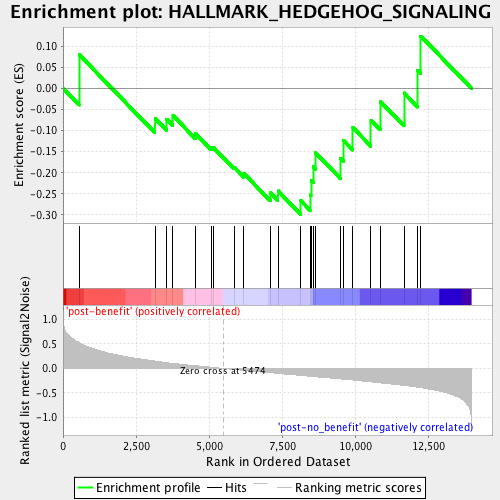 Enrichment plot: HALLMARK_HEDGEHOG_SIGNALING
Enrichment score (ES)
0.10
0.05
0.00
-0.05
-0.10
-0.15
-0.20
-0.25
-0.30
'post-benefit' (positively correlated)
Ranked list metric (Signal2Noise)
1.0
0.5
0.0
-0.5
-1.0
Zero cross at 5474
'post-no_benefit' (negatively correlated)
0 2,500 5,000 7,500 10,000 12,500
Rank in Ordered Dataset
Enrichment profile Hits Ranking metric scores